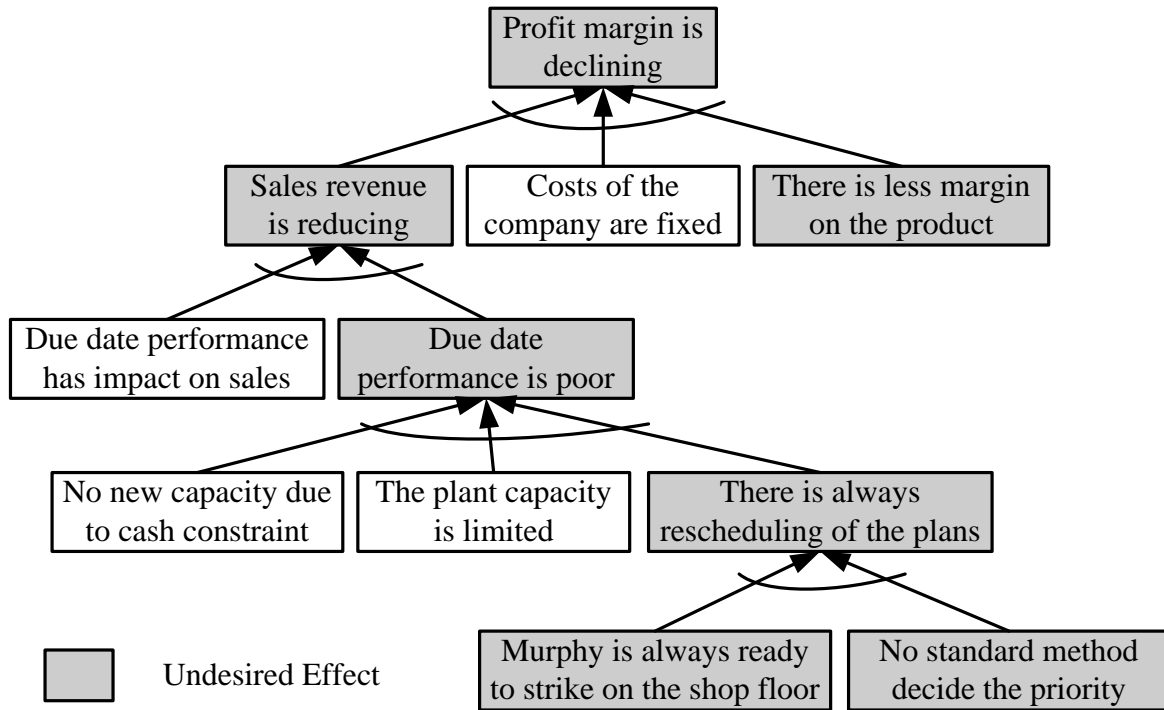 Profit margin is
declining
Sales revenue
is reducing
Costs of the
company are fixed
There is less margin
on the product
Due date performance
has impact on sales
Due date
performance is poor
No new capacity due
to cash constraint
The plant capacity
is limited
There is always
rescheduling of the plans
Murphy is always ready
to strike on the shop floor
No standard method
decide the priority
Undesired Effect